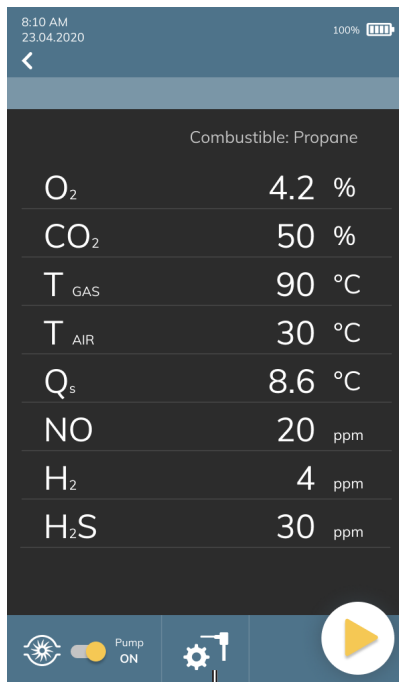 8:10 AM
100%
23.04.2020
Combustible: Propane
O₂ 4.2 %
CO₂ 50 %
T GAS 90 °C
T AIR 30 °C
Qₛ 8.6 °C
NO 20 ppm
H₂ 4 ppm
H₂S 30 ppm
Pump
ON